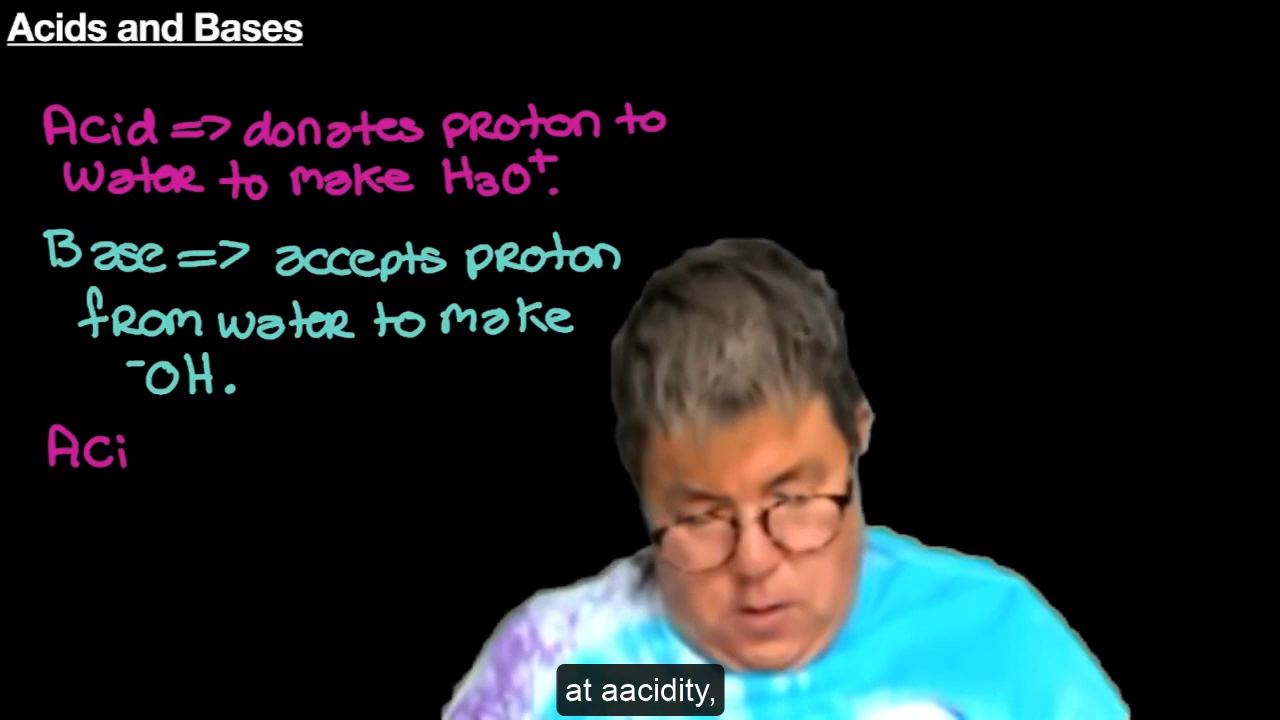 Acids and Bases
Acid => donates proton to
water to make H₃O⁺.
Base => accepts proton
from water to make
⁻OH.
Aci
at aacidity,